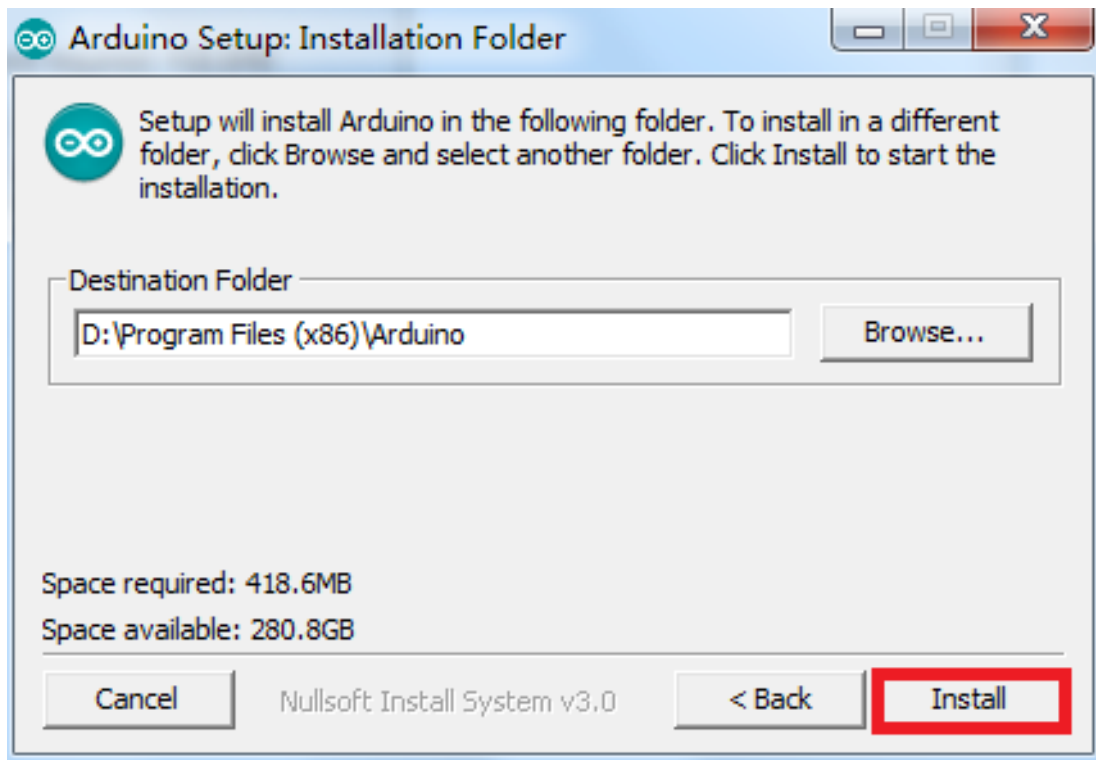 Arduino Setup: Installation Folder
Setup will install Arduino in the following folder. To install in a different
folder, click Browse and select another folder. Click Install to start the
installation.
Destination Folder
D:\Program Files (x86)\Arduino
Browse...
Space required: 418.6MB
Space available: 280.8GB
Cancel
Nullsoft Install System v3.0
< Back
Install